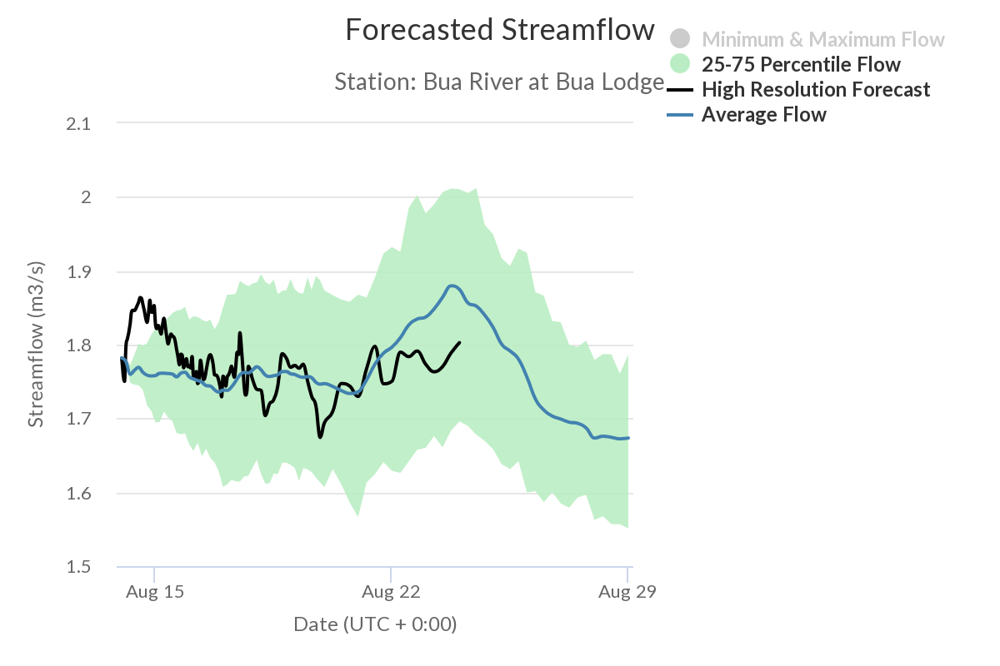 Forecasted Streamflow
Station: Bua River at Bua Lodge
Minimum & Maximum Flow
25-75 Percentile Flow
High Resolution Forecast
Average Flow
Streamflow (m3/s)
2.1
2
1.9
1.8
1.7
1.6
1.5
Aug 15
Aug 22
Aug 29
Date (UTC + 0:00)